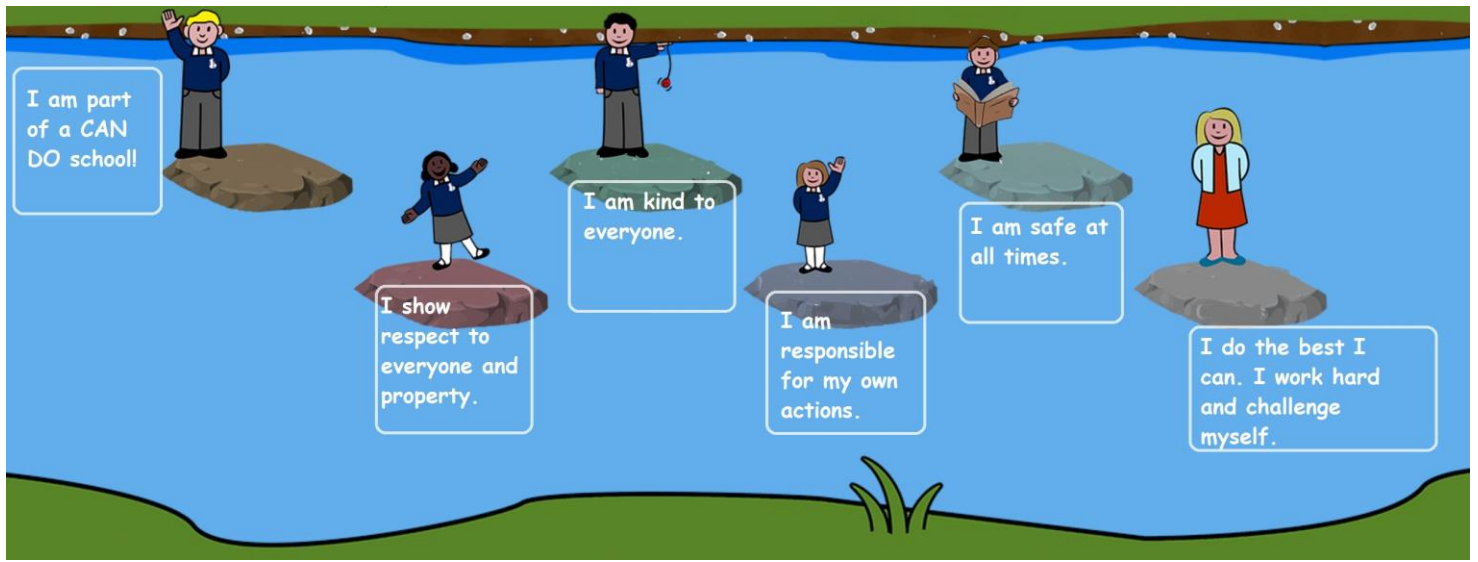 I am part
of a CAN
DO school!
I show
respect to
everyone and
property.
I am kind to
everyone.
I am
responsible
for my own
actions.
I am safe at
all times.
I do the best I
can. I work hard
and challenge
myself.